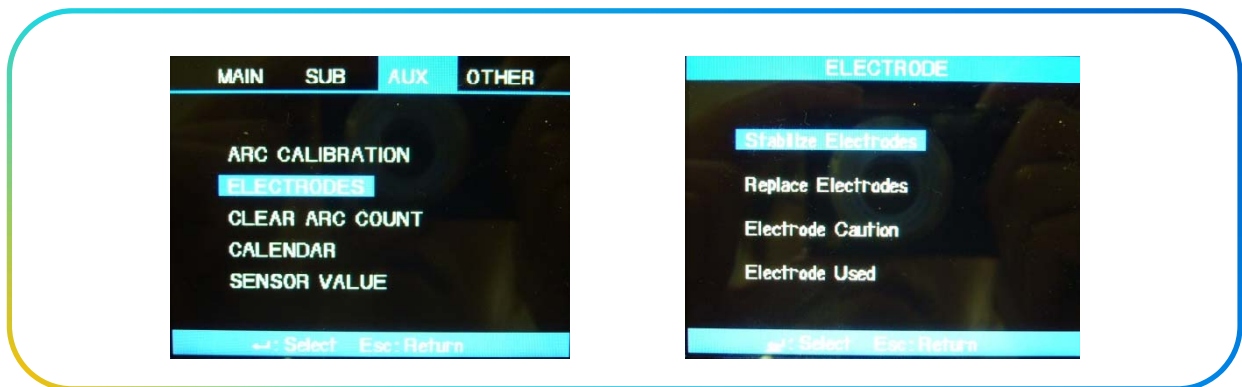 MAIN SUB AUX OTHER
ARC CALIBRATION
ELECTRODES
CLEAR ARC COUNT
CALENDAR
SENSOR VALUE
↵: Select Esc: Return
ELECTRODE
Stabilize Electrodes
Replace Electrodes
Electrode Caution
Electrode Used
↵: Select Esc: Return